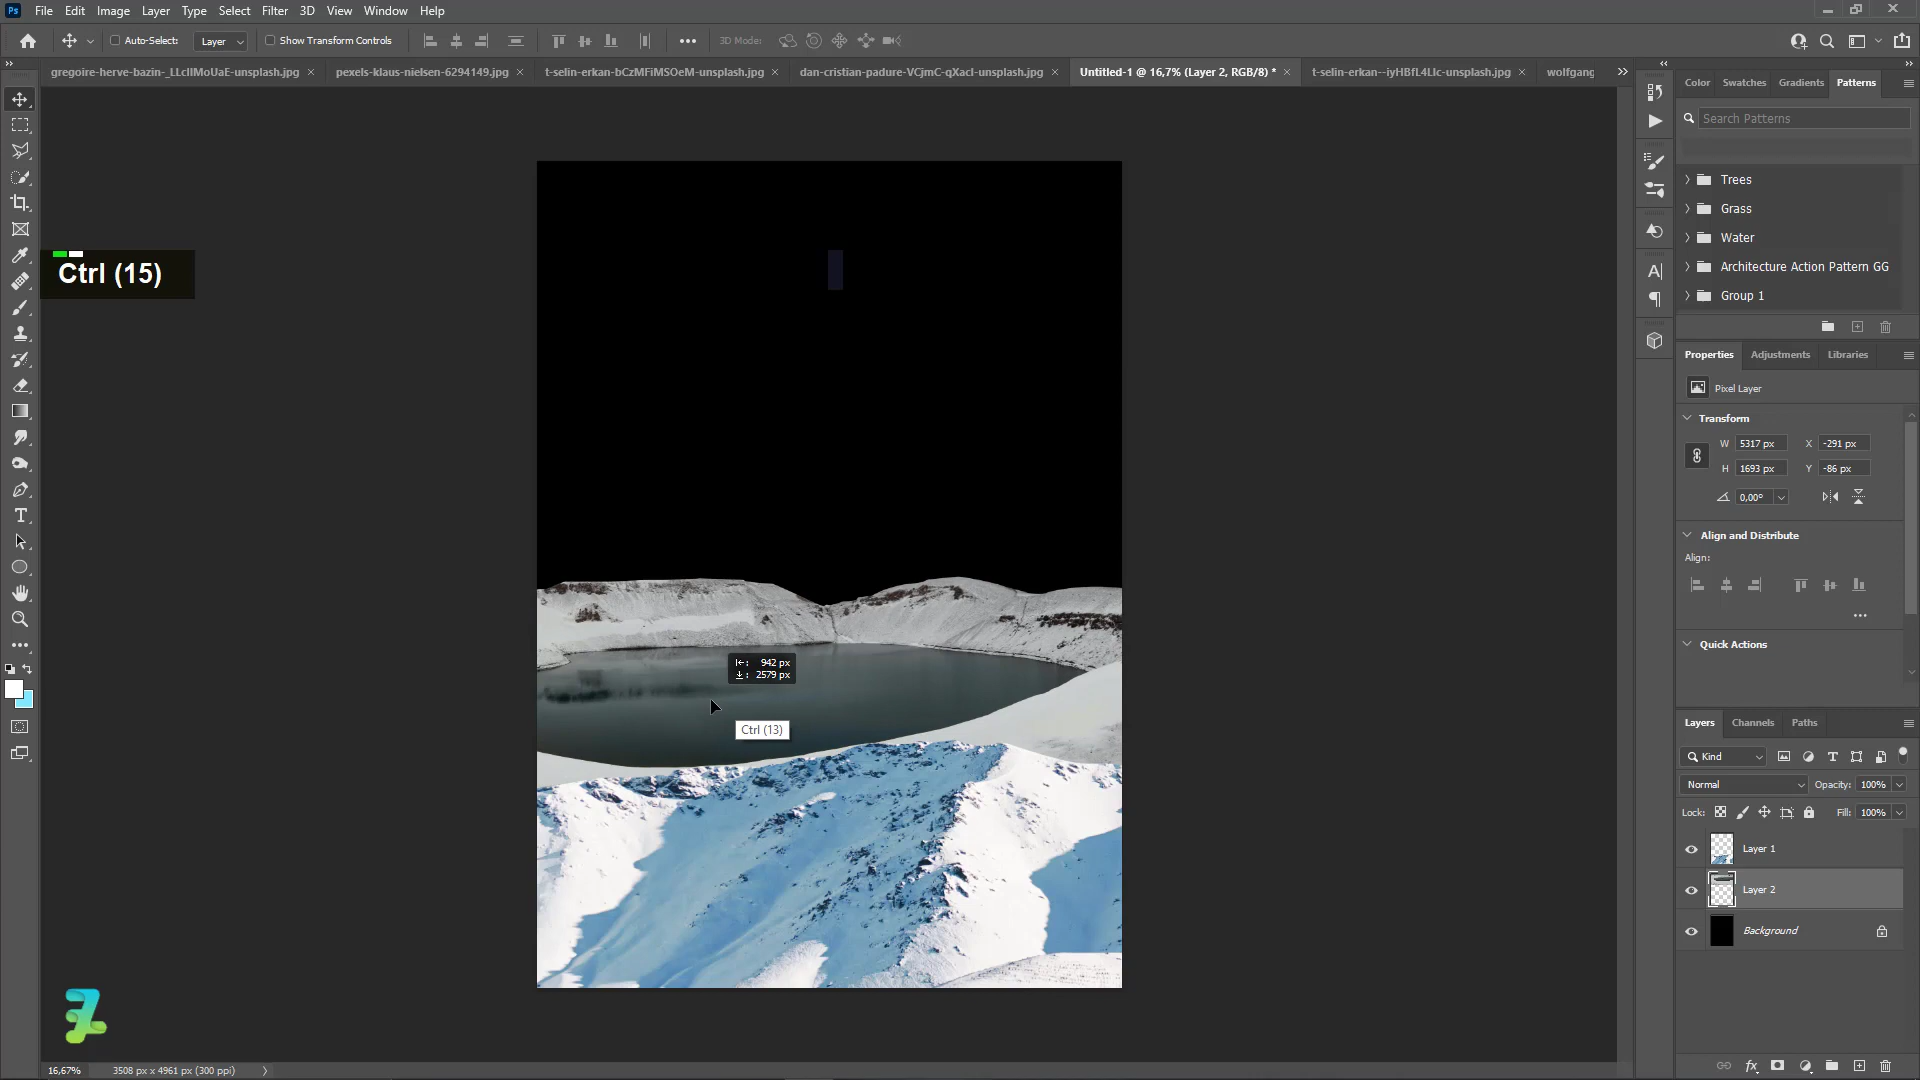 Ps File Edit Image Layer Type Select Filter 3D View Window Help
Auto-Select: Layer Show Transform Controls 3D Mode:
gregoire-herve-bazin-_LLcIIMoUaE-unsplash.jpg pexels-klaus-nielsen-6294149.jpg t-selin-erkan-bCzMFiMSOeM-unsplash.jpg dan-cristian-padure-VCjmC-qXacI-unsplash.jpg Untitled-1 @ 16,7% (Layer 2, RGB/8) * t-selin-erkan--iyHBfL4LIc-unsplash.jpg wolfgang
Color Swatches Gradients Patterns
Search Patterns
Trees
Grass
Water
Architecture Action Pattern GG
Group 1
Ctrl (15)
Properties Adjustments Libraries
Pixel Layer
Transform
W 5317 px X -291 px
H 1693 px Y -86 px
0,00°
Align and Distribute
Align:
Quick Actions
942 px
2579 px
Ctrl (13)
Layers Channels Paths
Kind
Normal Opacity: 100%
Lock: Fill: 100%
Layer 1
Layer 2
Background
16,67% 3508 px x 4961 px (300 ppi)
fx